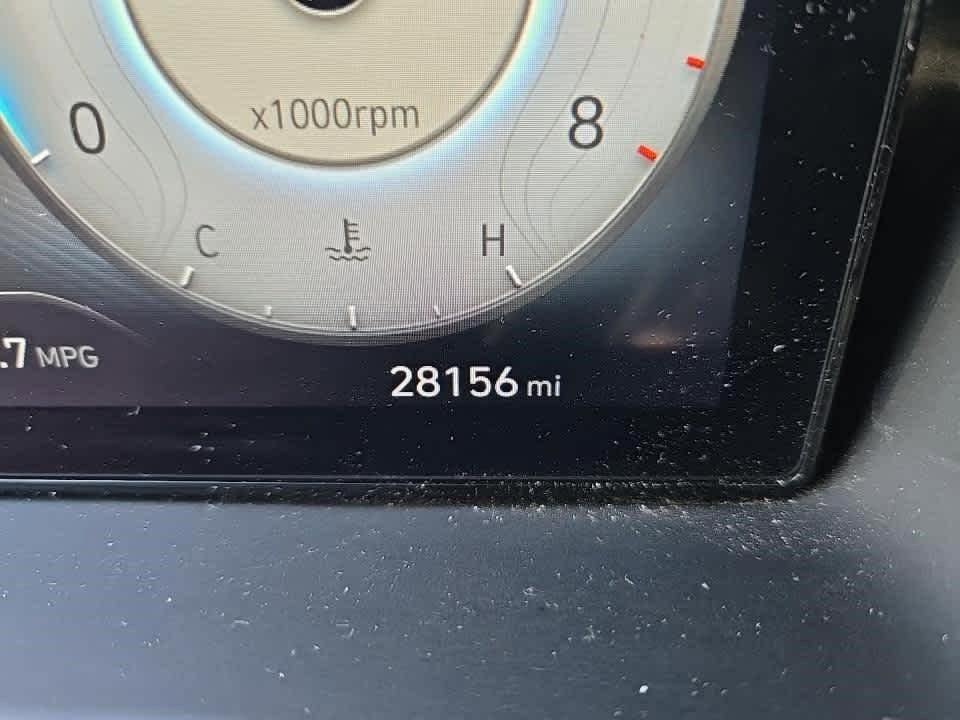 x1000rpm
0 8
C H
.7 MPG
28156 mi